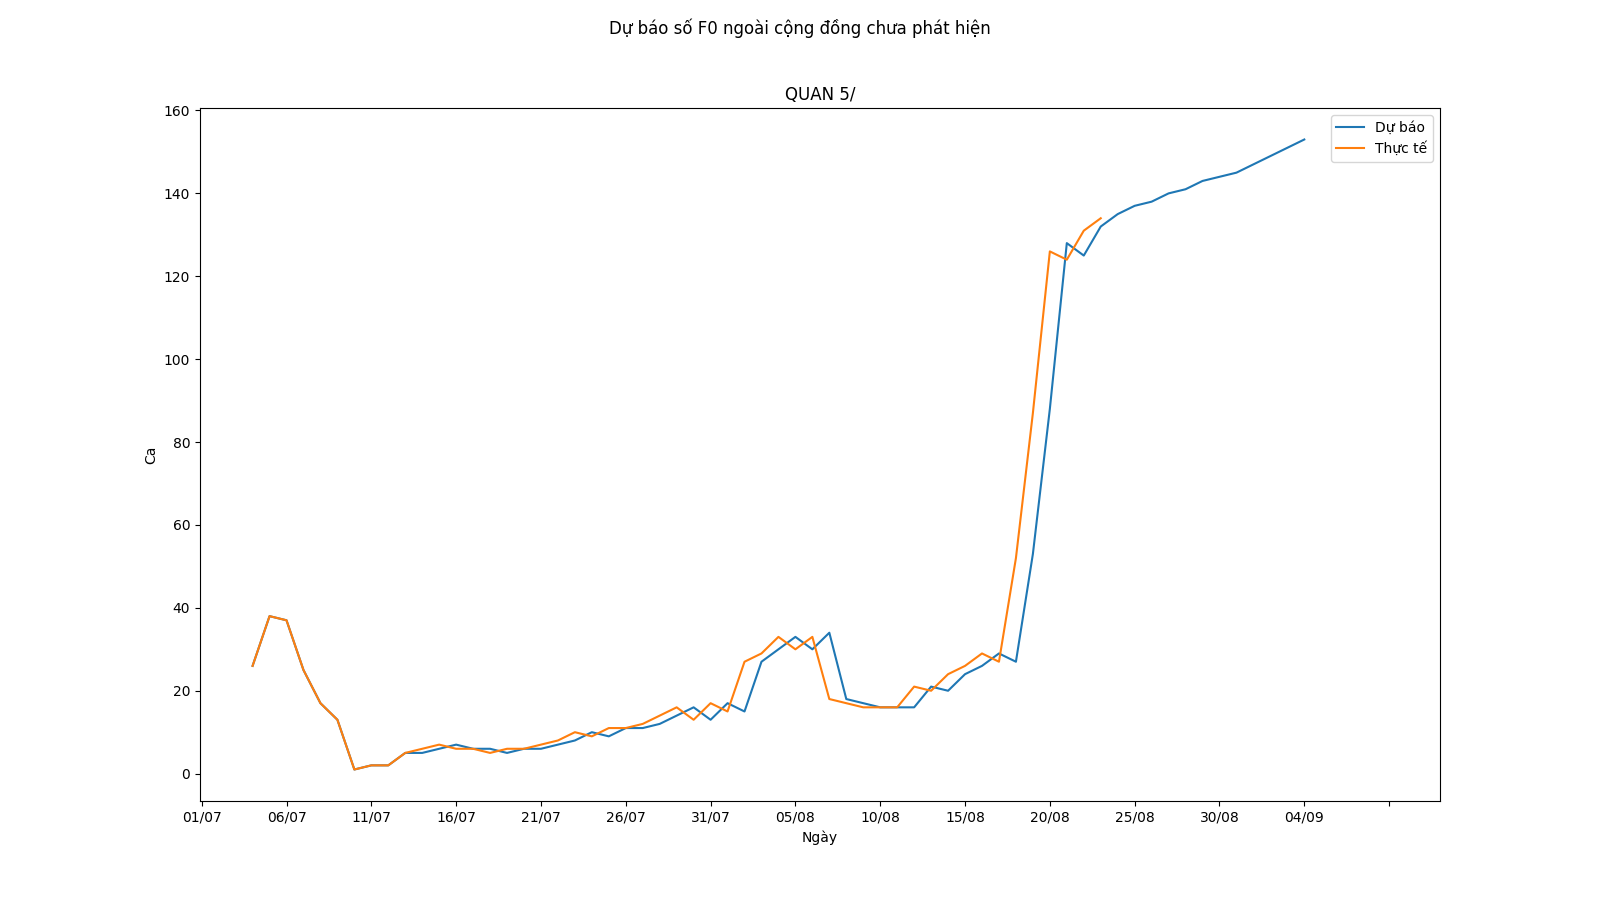 Dự báo số F0 ngoài cộng đồng chưa phát hiện
QUAN 5/
Dự báo
Thực tế
160
140
120
100
80
60
40
20
0
Ca
01/07 06/07 11/07 16/07 21/07 26/07 31/07 05/08 10/08 15/08 20/08 25/08 30/08 04/09
Ngày